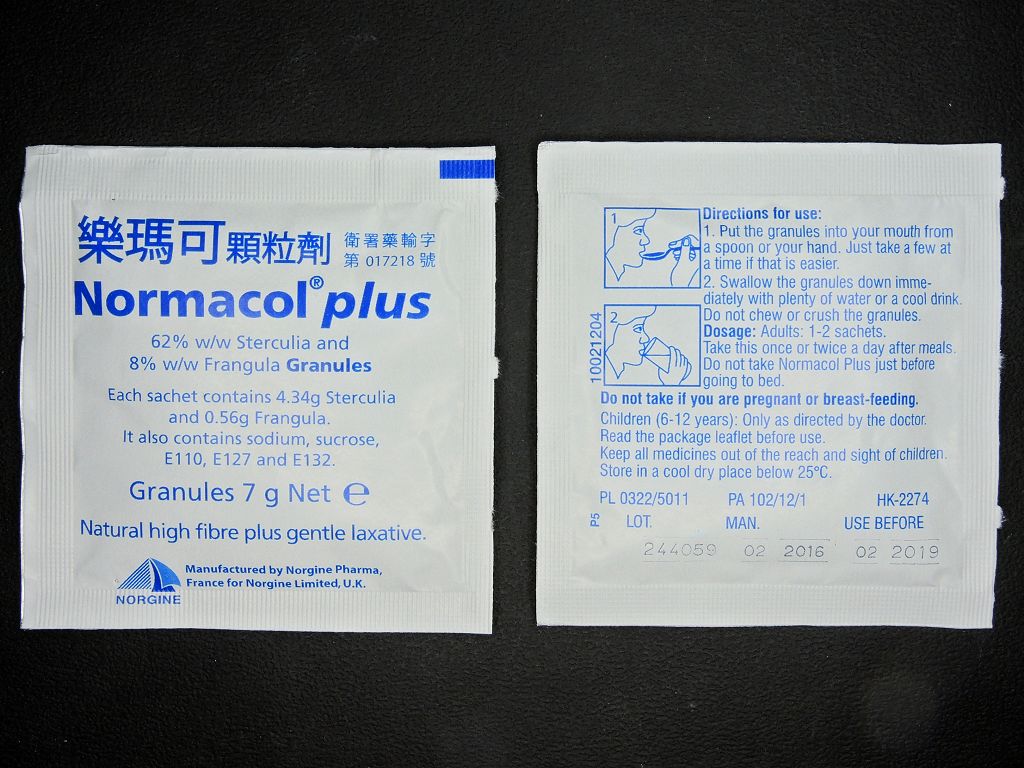 樂瑪可顆粒劑 衛署藥輸字
第 017218 號
Normacol® plus
62% w/w Sterculia and
8% w/w Frangula Granules
Each sachet contains 4.34g Sterculia
and 0.56g Frangula.
It also contains sodium, sucrose,
E110, E127 and E132.
Granules 7 g Net ℮
Natural high fibre plus gentle laxative.
Manufactured by Norgine Pharma,
France for Norgine Limited, U.K.
NORGINE
1
Directions for use:
1. Put the granules into your mouth from
a spoon or your hand. Just take a few at
a time if that is easier.
2. Swallow the granules down imme-
diately with plenty of water or a cool drink.
Do not chew or crush the granules.
2
Dosage: Adults: 1-2 sachets.
Take this once or twice a day after meals.
Do not take Normacol Plus just before
going to bed.
10021204
Do not take if you are pregnant or breast-feeding.
Children (6-12 years): Only as directed by the doctor.
Read the package leaflet before use.
Keep all medicines out of the reach and sight of children.
Store in a cool dry place below 25°C.
PL 0322/5011 PA 102/12/1 HK-2274
P5
LOT. MAN. USE BEFORE
244059 02 2016 02 2019